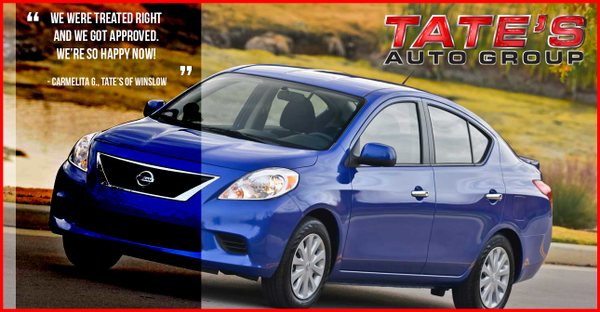 “ WE WERE TREATED RIGHT
AND WE GOT APPROVED.
WE'RE SO HAPPY NOW!
”
- CARMELITA G., TATE'S OF WINSLOW
TATE'S
AUTO GROUP